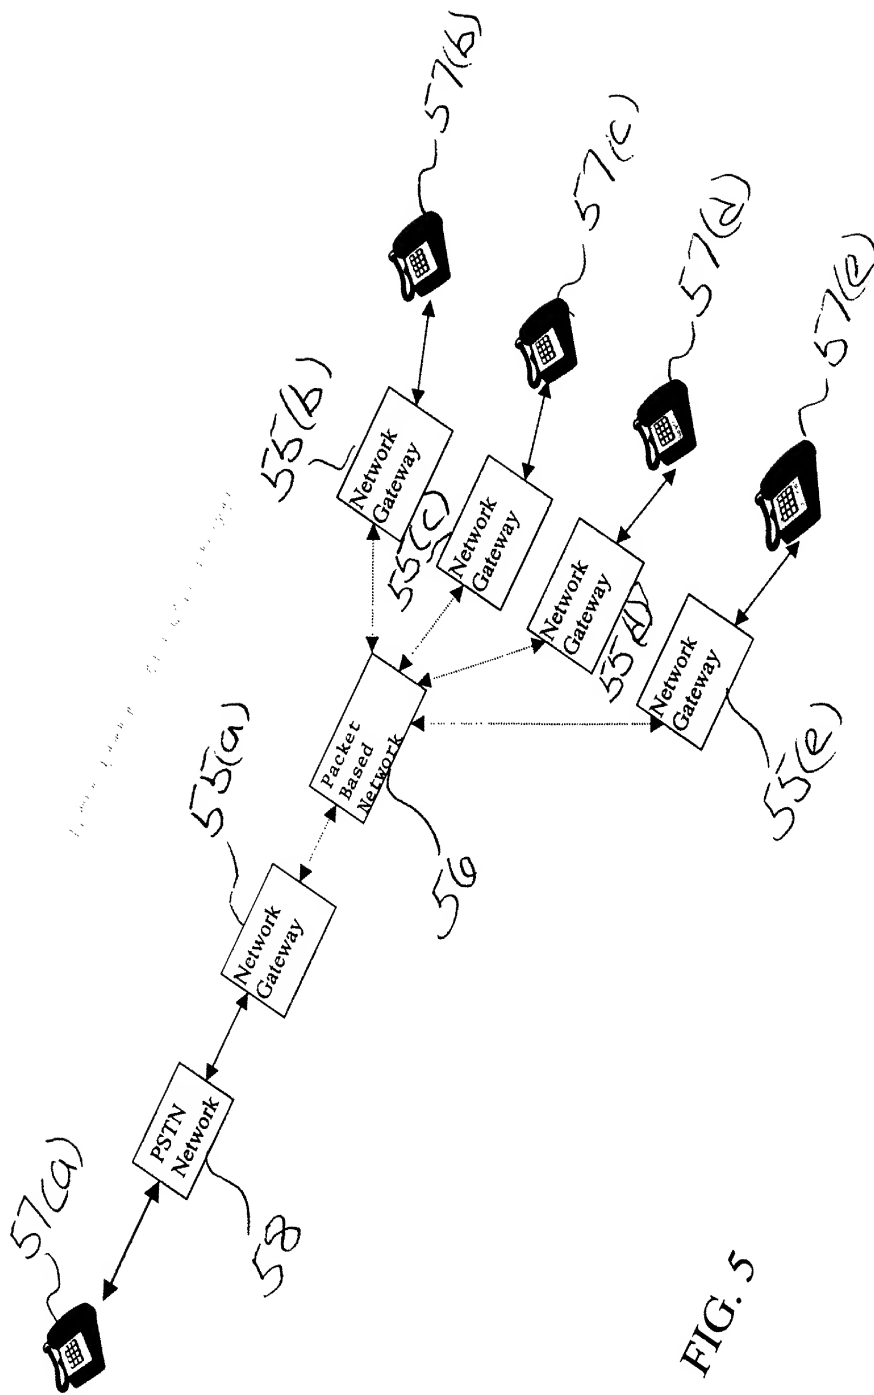 57(a)
PSTN
Network
58
Network
Gateway
55(a)
Packet
Based
Network
56
Network
Gateway
55(b)
57(b)
Network
Gateway
55(c)
57(c)
Network
Gateway
55(d)
57(d)
Network
Gateway
55(e)
57(e)
FIG. 5